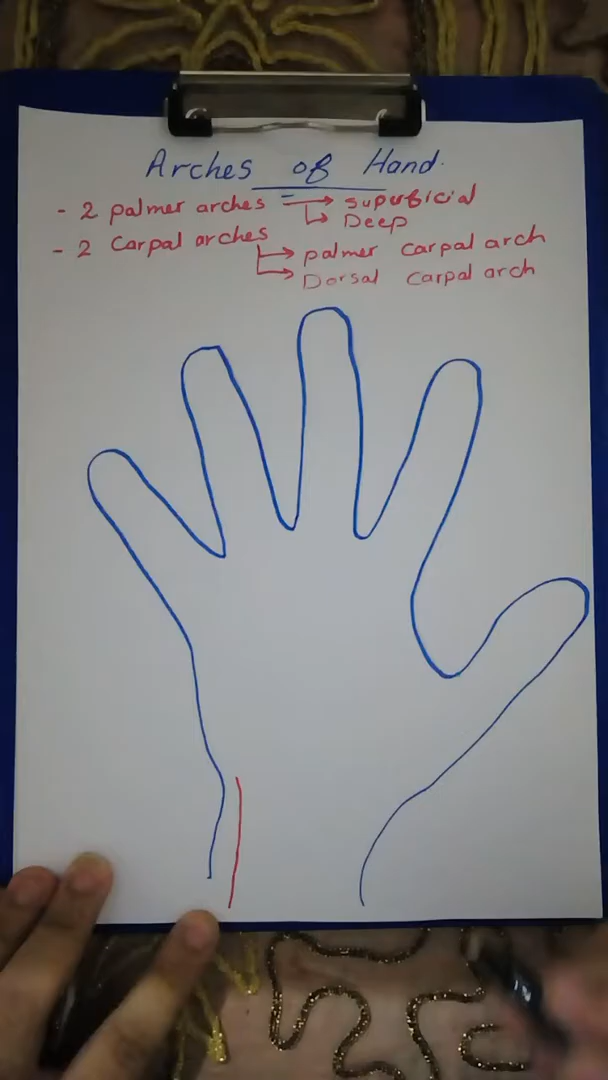 Arches of Hand.
- 2 palmer arches → superficial
→ Deep
- 2 Carpal arches
→ palmer carpal arch
→ Dorsal carpal arch